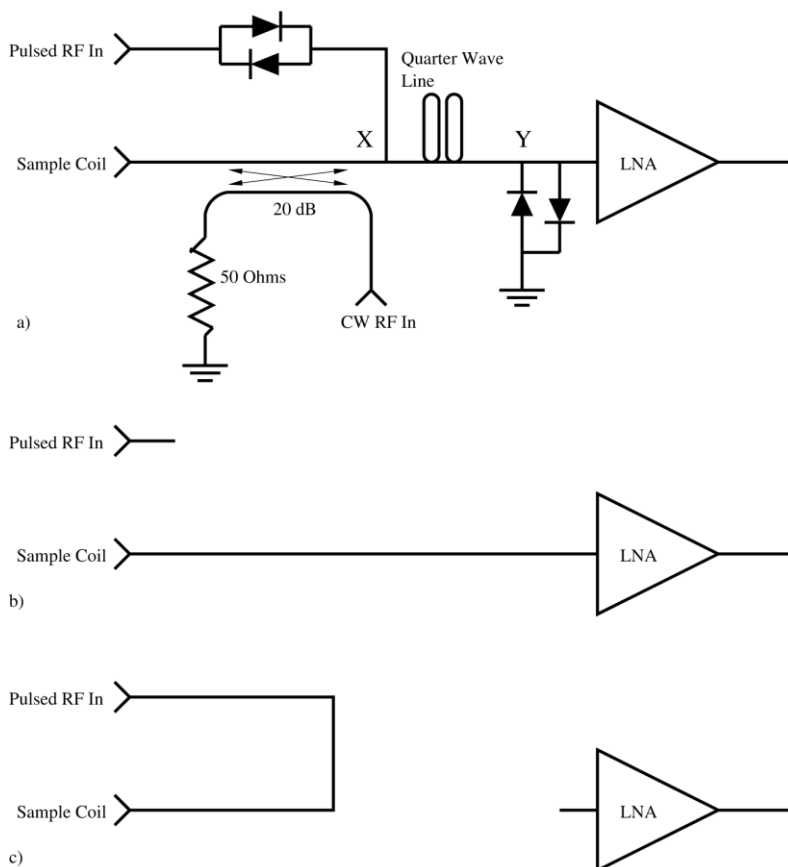 Pulsed RF In
Quarter Wave
Line
X
Y
Sample Coil
LNA
20 dB
50 Ohms
CW RF In
a)
Pulsed RF In
Sample Coil
LNA
b)
Pulsed RF In
Sample Coil
LNA
c)